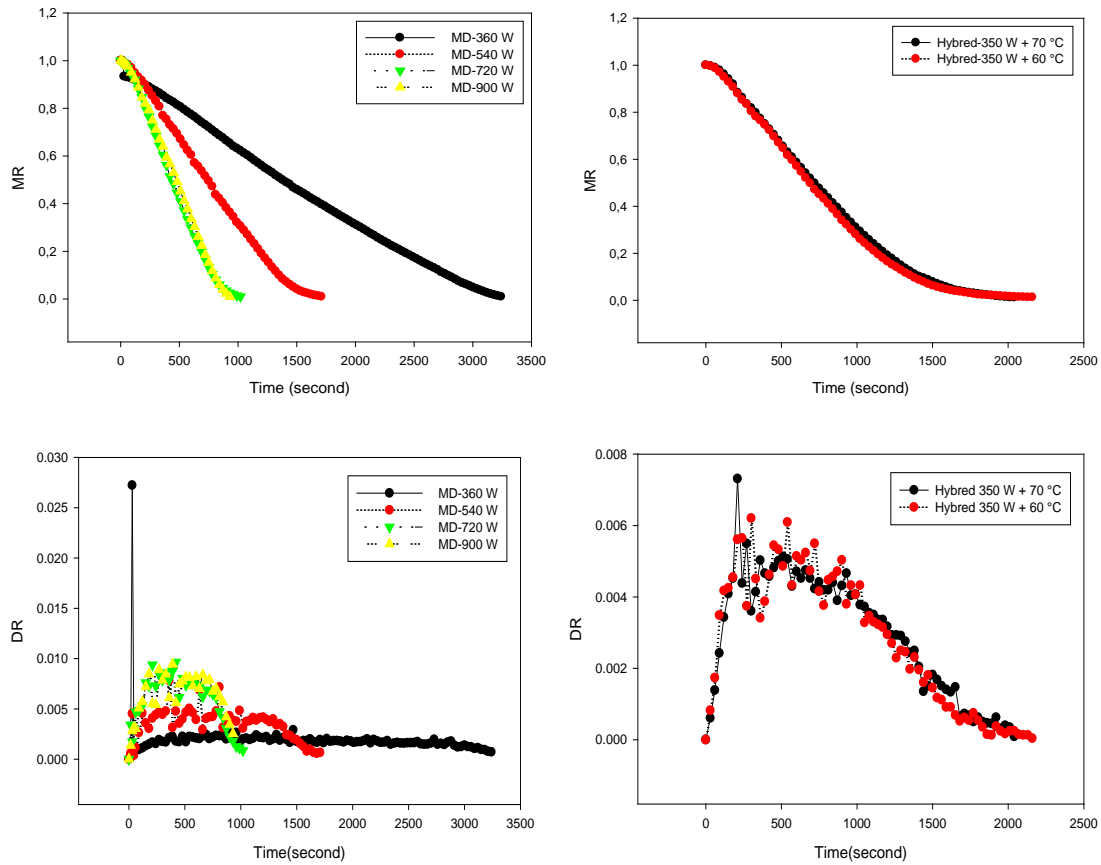 1,2
1,0
0,8
0,6
0,4
0,2
0,0
MR
0 500 1000 1500 2000 2500 3000 3500
Time (second)
MD-360 W
MD-540 W
MD-720 W
MD-900 W
1,2
1,0
0,8
0,6
0,4
0,2
0,0
MR
0 500 1000 1500 2000 2500
Time (second)
Hybred-350 W + 70 °C
Hybred-350 W + 60 °C
0.030
0.025
0.020
0.015
0.010
0.005
0.000
DR
0 500 1000 1500 2000 2500 3000 3500
Time(second)
MD-360 W
MD-540 W
MD-720 W
MD-900 W
0.008
0.006
0.004
0.002
0.000
DR
0 500 1000 1500 2000 2500
Time(second)
Hybred 350 W + 70 °C
Hybred 350 W + 60 °C